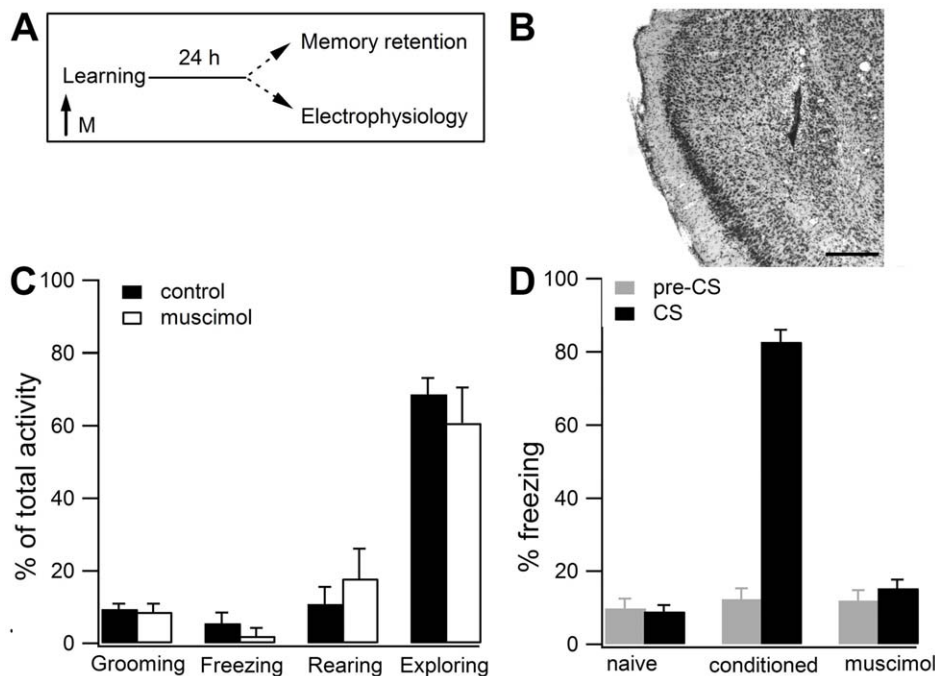 A
24 h
Memory retention
Learning
Electrophysiology
M
B
C
100
80
60
40
20
0
% of total activity
control
muscimol
Grooming
Freezing
Rearing
Exploring
D
100
80
60
40
20
0
% freezing
pre-CS
CS
naive
conditioned
muscimol